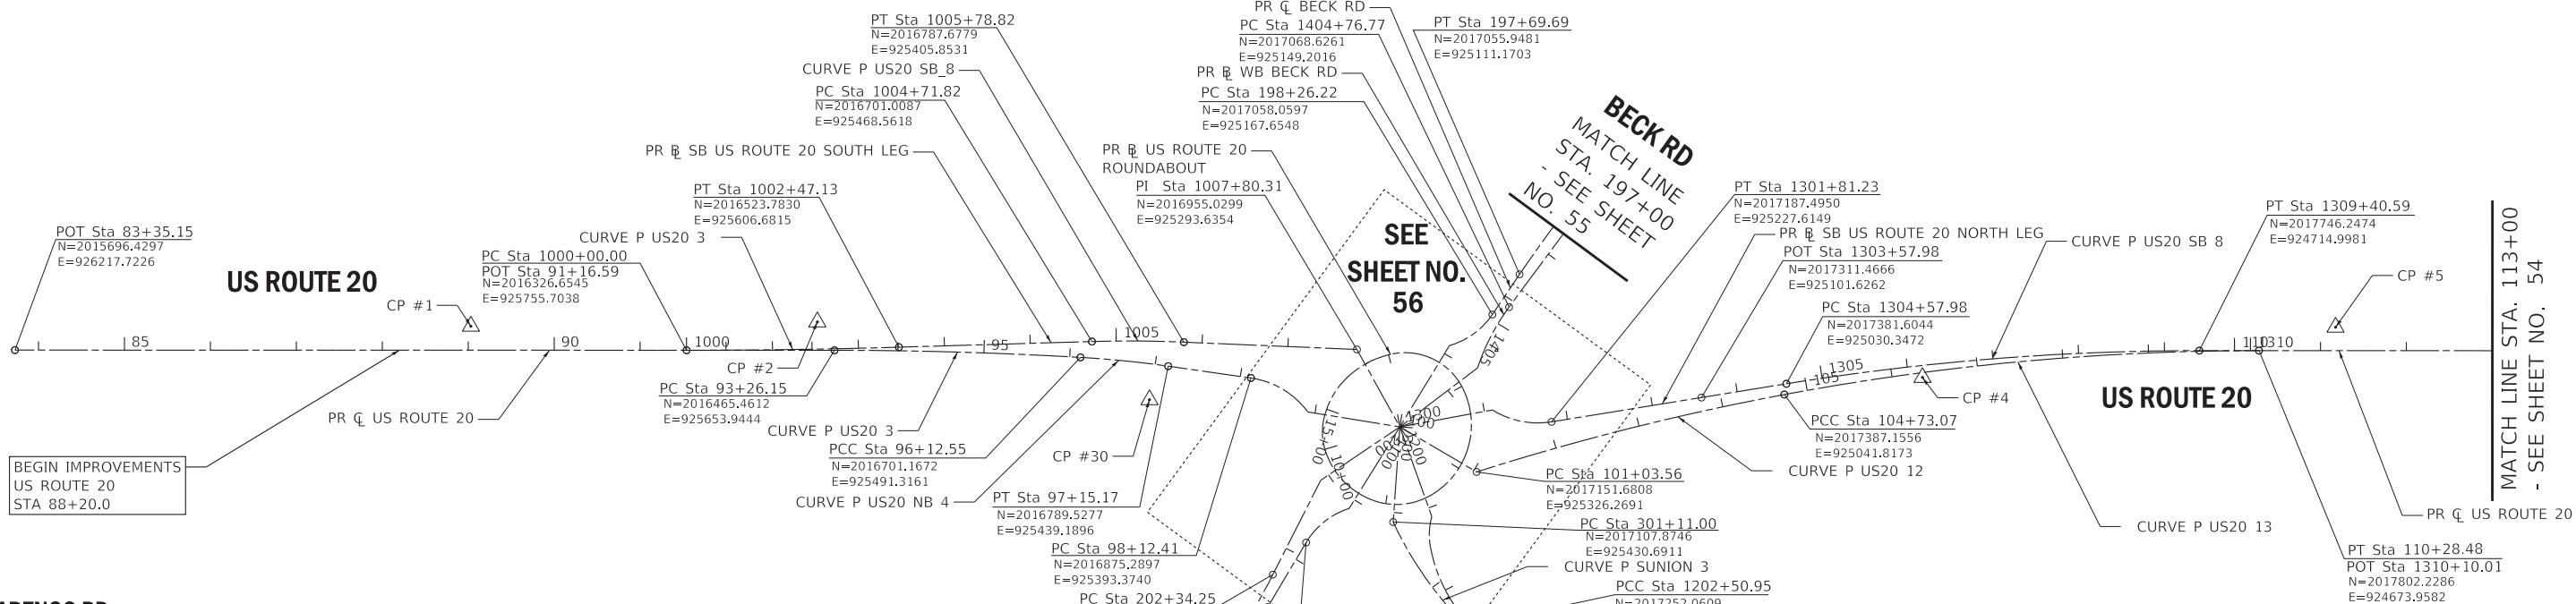 PR ℄ BECK RD
PT Sta 1005+78.82
N=2016787.6779
E=925405.8531
PC Sta 1404+76.77
N=2017068.6261
E=925149.2016
PT Sta 197+69.69
N=2017055.9481
E=925111.1703
CURVE P US20 SB_8
PR BL WB BECK RD
PC Sta 1004+71.82
N=2016701.0087
E=925468.5618
PC Sta 198+26.22
N=2017058.0597
E=925167.6548
BECK RD
MATCH LINE
STA. 197+00
- SEE SHEET
NO. 55
PR BL SB US ROUTE 20 SOUTH LEG
PR BL US ROUTE 20
ROUNDABOUT
PI Sta 1007+80.31
N=2016955.0299
E=925293.6354
PT Sta 1002+47.13
N=2016523.7830
E=925606.6815
PT Sta 1301+81.23
N=2017187.4950
E=925227.6149
PT Sta 1309+40.59
N=2017746.2474
E=924714.9981
POT Sta 83+35.15
N=2015696.4297
E=926217.7226
CURVE P US20 3
PR BL SB US ROUTE 20 NORTH LEG
CURVE P US20 SB 8
PC Sta 1000+00.00
POT Sta 91+16.59
N=2016326.6545
E=925755.7038
SEE
SHEET NO.
56
POT Sta 1303+57.98
N=2017311.4666
E=925101.6262
US ROUTE 20
CP #1
CP #5
PC Sta 1304+57.98
N=2017381.6044
E=925030.3472
MATCH LINE STA. 113+00
- SEE SHEET NO. 54
85
90
1000
95
1005
1405
1305
105
110
1310
CP #2
PC Sta 93+26.15
N=2016465.4612
E=925653.9444
CP #4
US ROUTE 20
PR ℄ US ROUTE 20
CURVE P US20 3
PCC Sta 104+73.07
N=2017387.1556
E=925041.8173
1300
100
1200
15+00
10+00
PCC Sta 96+12.55
N=2016701.1672
E=925491.3161
CP #30
CURVE P US20 12
BEGIN IMPROVEMENTS
US ROUTE 20
STA 88+20.0
PC Sta 101+03.56
N=2017151.6808
E=925326.2691
CURVE P US20 NB 4
PT Sta 97+15.17
N=2016789.5277
E=925439.1896
PR ℄ US ROUTE 20
PC Sta 301+11.00
N=2017107.8746
E=925430.6911
CURVE P US20 13
PC Sta 98+12.41
N=2016875.2897
E=925393.3740
PT Sta 110+28.48
POT Sta 1310+10.01
N=2017802.2286
E=924673.9582
CURVE P SUNION 3
PCC Sta 1202+50.95
PC Sta 202+34.25